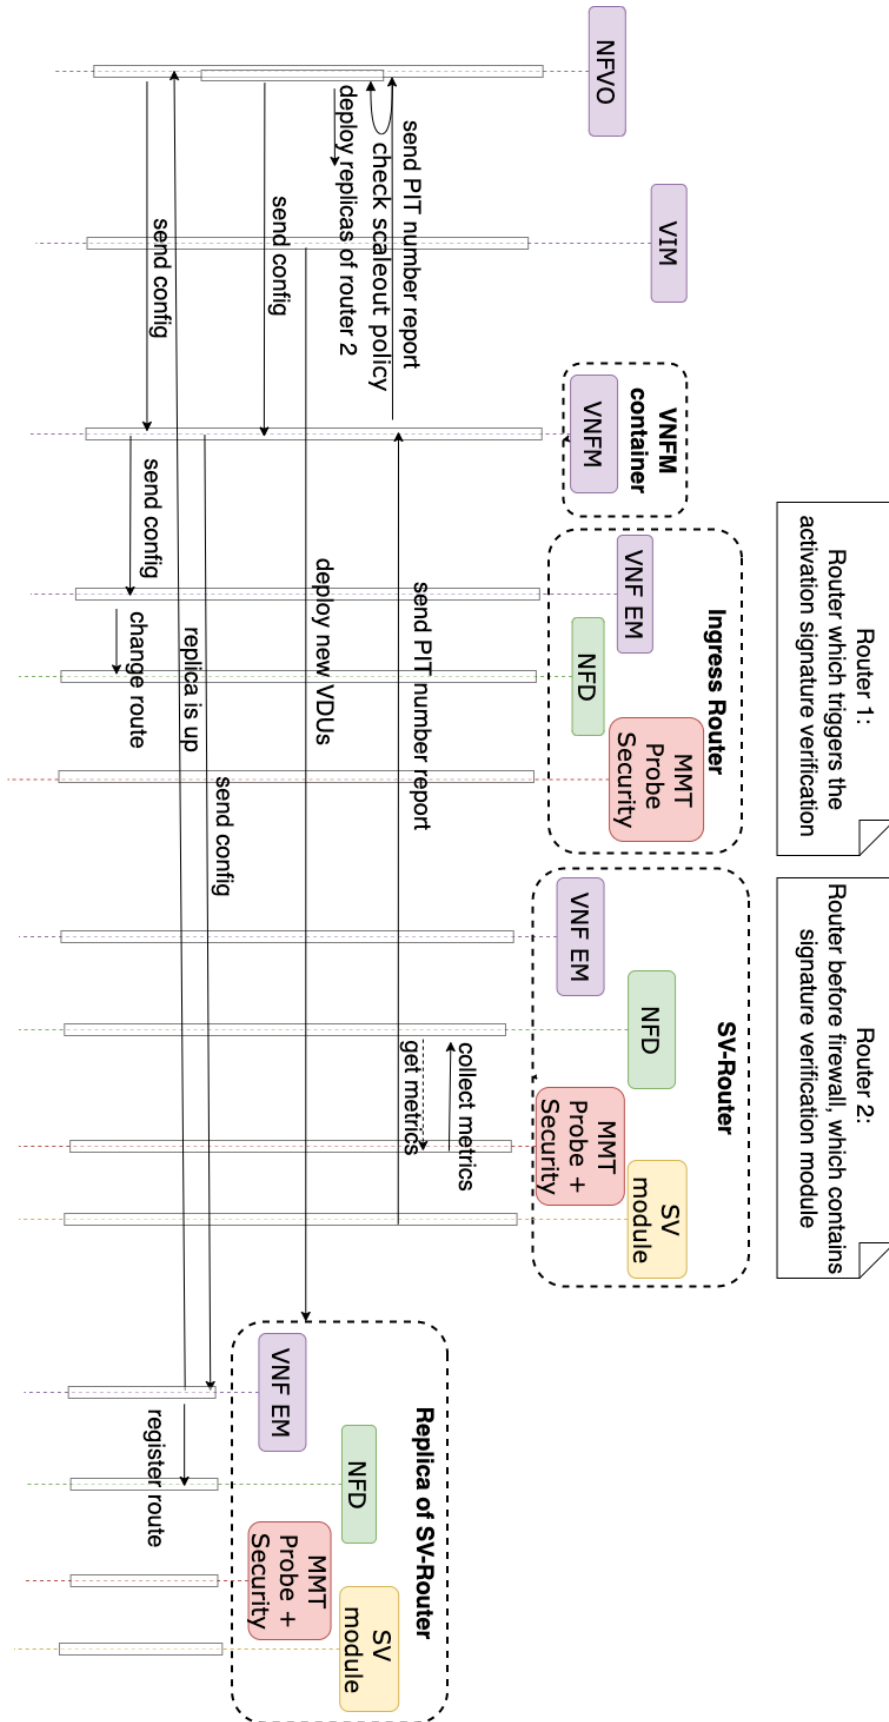 Router 1:
Router which triggers the
activation signature verification
Router 2:
Router before firewall, which contains
signature verification module
NFVO
VIM
VNFM
container
VNFM
Ingress Router
VNF EM
NFD
MMT
Probe
Security
SV-Router
VNF EM
NFD
MMT
Probe +
Security
SV
module
Replica of SV-Router
VNF EM
NFD
MMT
Probe +
Security
SV
module
collect metrics
get metrics
send PIT number report
send PIT number report
check scaleout policy
deploy replicas of router 2
deploy new VDUs
send config
send config
replica is up
register route
send config
send config
change route